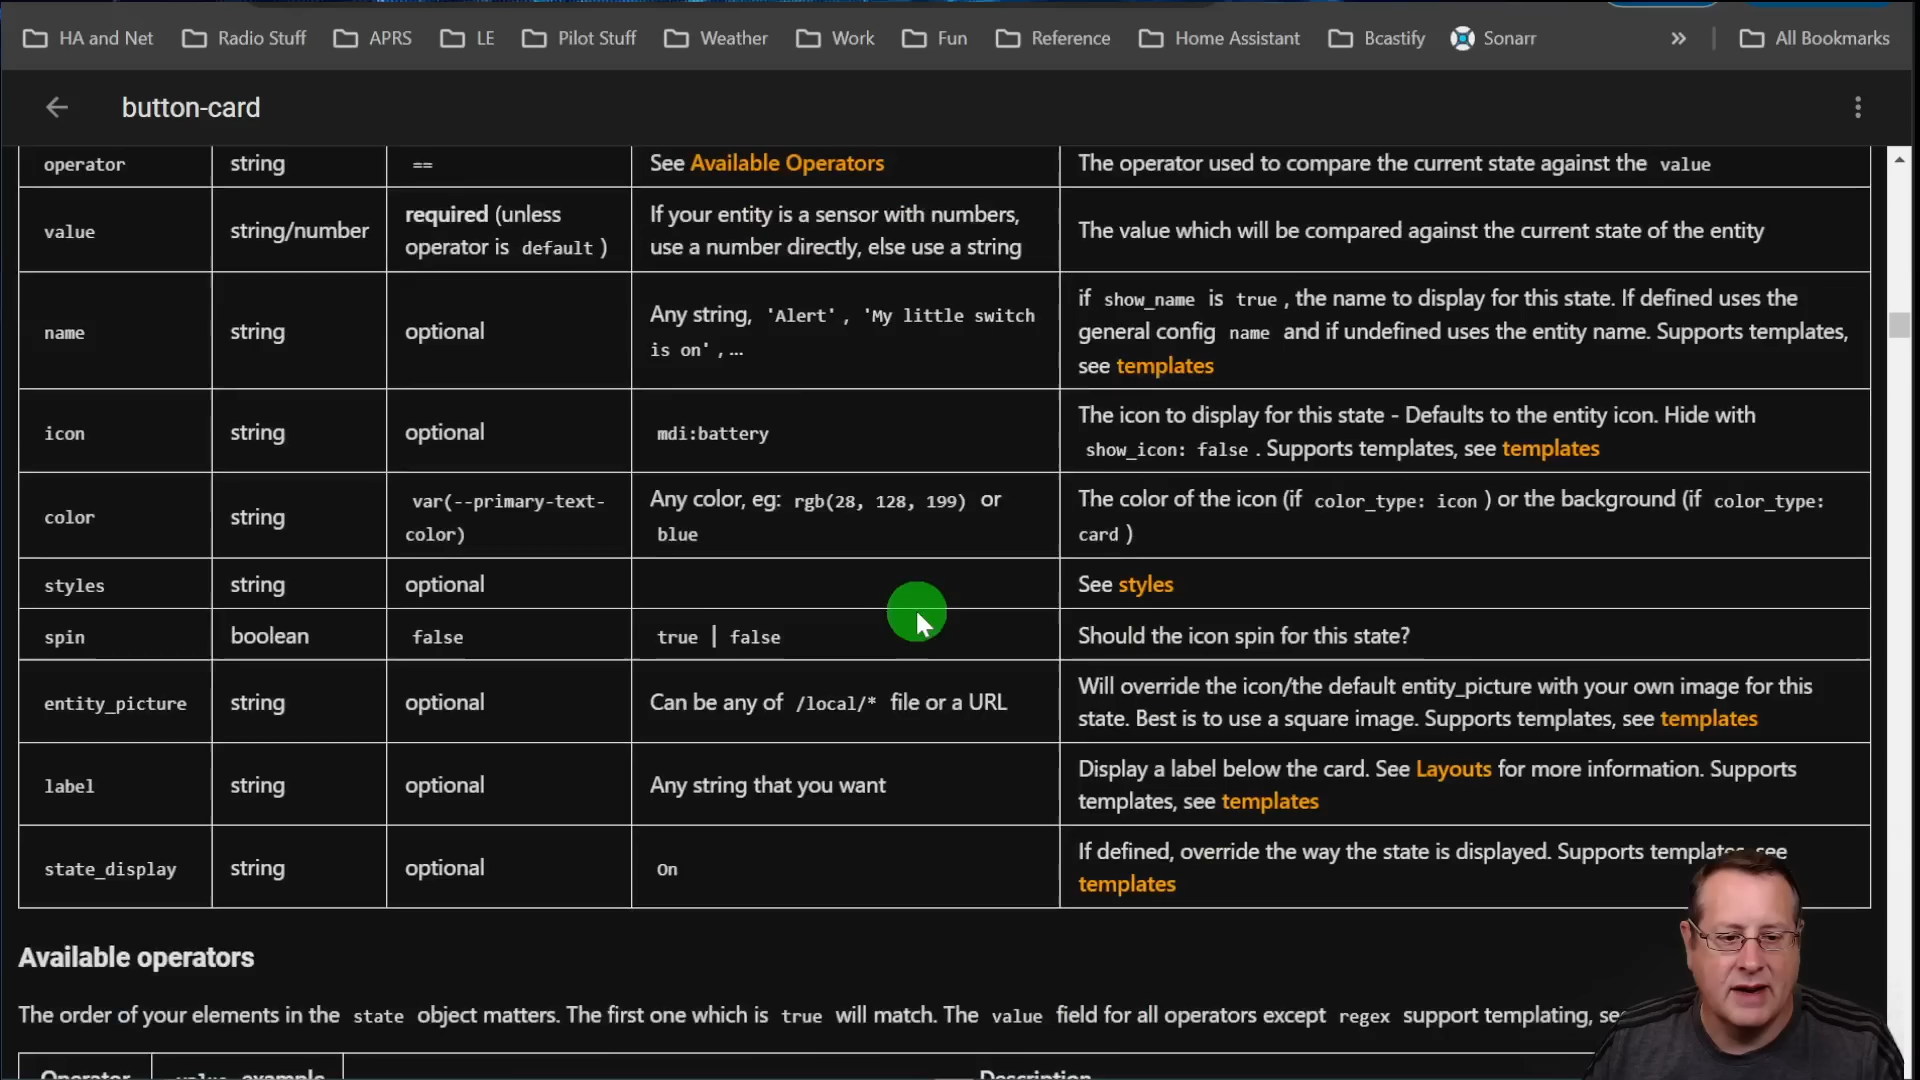 HA and Net Radio Stuff APRS LE Pilot Stuff Weather Work Fun Reference Home Assistant Bcastify Sonarr » All Bookmarks
button-card
operator string == See Available Operators The operator used to compare the current state against the value
value string/number required (unless operator is default ) If your entity is a sensor with numbers, use a number directly, else use a string The value which will be compared against the current state of the entity
name string optional Any string, 'Alert' , 'My little switch is on' , ... if show_name is true , the name to display for this state. If defined uses the general config name and if undefined uses the entity name. Supports templates, see templates
icon string optional mdi:battery The icon to display for this state - Defaults to the entity icon. Hide with show_icon: false . Supports templates, see templates
color string var(--primary-text-color) Any color, eg: rgb(28, 128, 199) or blue The color of the icon (if color_type: icon ) or the background (if color_type: card )
styles string optional See styles
spin boolean false true | false Should the icon spin for this state?
entity_picture string optional Can be any of /local/* file or a URL Will override the icon/the default entity_picture with your own image for this state. Best is to use a square image. Supports templates, see templates
label string optional Any string that you want Display a label below the card. See Layouts for more information. Supports templates, see templates
state_display string optional On If defined, override the way the state is displayed. Supports templates, see templates
Available operators
The order of your elements in the state object matters. The first one which is true will match. The value field for all operators except regex support templating,
Operator value example Description